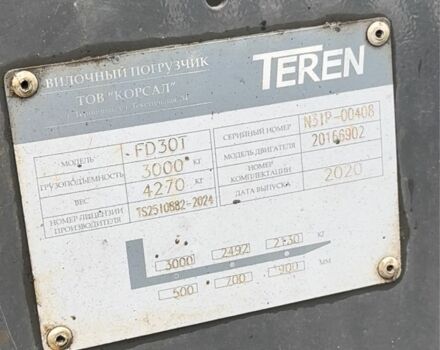 ВИЛОЧНЫЙ ПОГРУЗЧИК
ТОВ "КОРСАЛ"
TEREN
МОДЕЛЬ FD30T
ГРУЗОПОДЪЕМНОСТЬ 3000 КГ
ВЕС 4270 КГ
НОМЕР ЛИЦЕНЗИИ ПРОИЗВОДИТЕЛЯ TS2510882-2024
СЕРИЙНЫЙ НОМЕР N31P-00408
МОДЕЛЬ ДВИГАТЕЛЯ 20166902
НОМЕР КОМПЛЕКТАЦИИ
ДАТА ВЫПУСКА 2020
3000 2492 2130 КГ
500 700 900 ММ